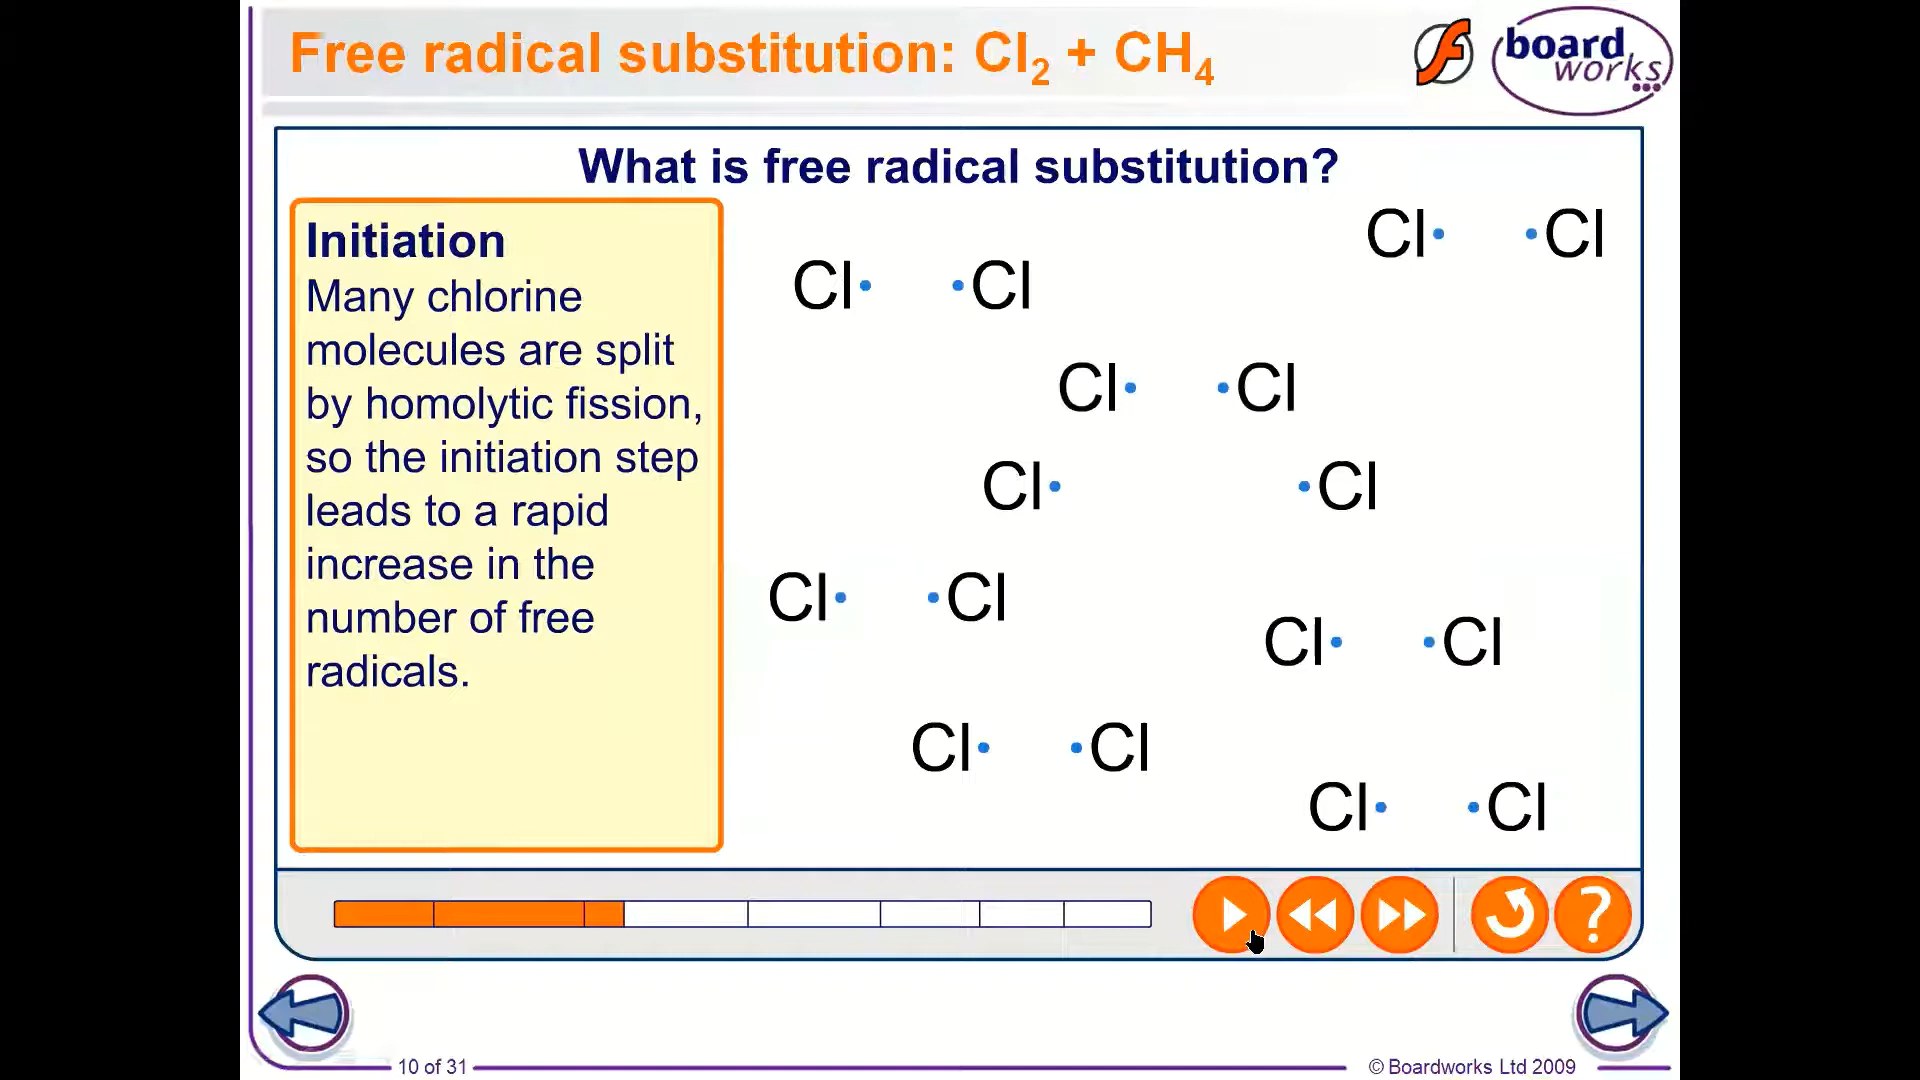 Free radical substitution: Cl₂ + CH₄
board
works
What is free radical substitution?
Initiation
Many chlorine
molecules are split
by homolytic fission,
so the initiation step
leads to a rapid
increase in the
number of free
radicals.
Cl• •Cl
Cl• •Cl
Cl• •Cl
Cl• •Cl
Cl• •Cl
Cl• •Cl
Cl• •Cl
Cl• •Cl
?
10 of 31
© Boardworks Ltd 2009